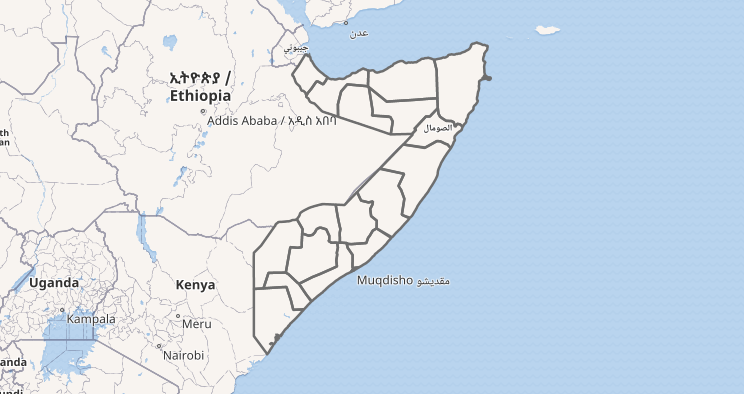 عدن
جيبوتي
ኢትዮጵያ /
Ethiopia
Addis Ababa / አዲስ አበባ
الصومال
th
an
Muqdisho مقديشو
Uganda
Kenya
Kampala
Meru
Nairobi
anda
undi